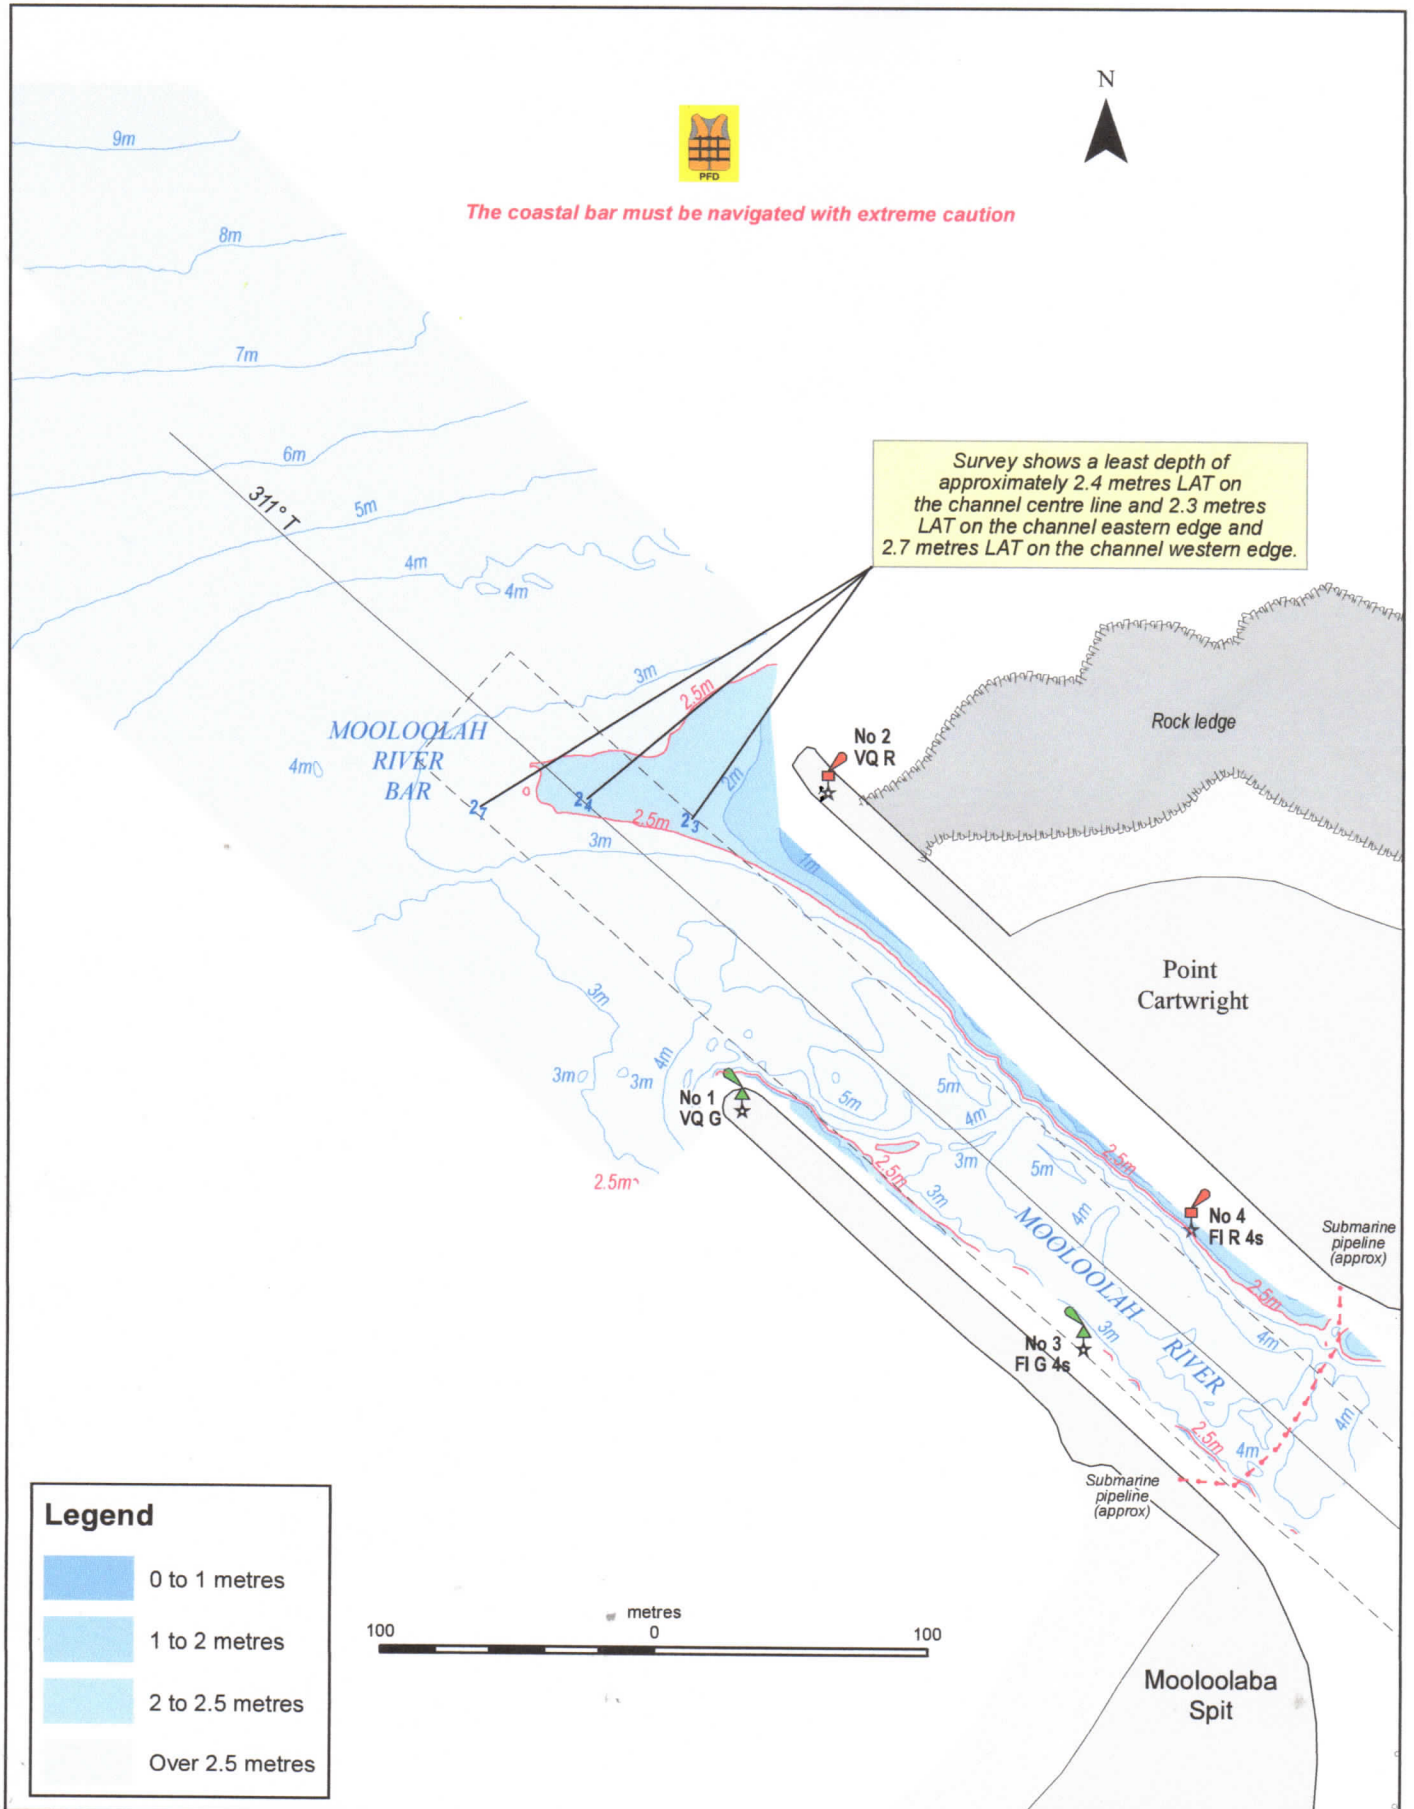 N
PFD
The coastal bar must be navigated with extreme caution
9m
8m
7m
6m
311° T
5m
4m
4m
Survey shows a least depth of
approximately 2.4 metres LAT on
the channel centre line and 2.3 metres
LAT on the channel eastern edge and
2.7 metres LAT on the channel western edge.
3m
2.5m
Rock ledge
MOOLOOLAH
RIVER
BAR
4m
No 2
VQ R
2m
2 7
2 4
2 3
2.5m
3m
1m
Point
Cartwright
3m
4m
3m
3m
No 1
VQ G
5m
5m
4m
2.5m
3m
3m
5m
2.5m
2.5m
4m
MOOLOOLAH
RIVER
No 4
Fl R 4s
Submarine
pipeline
(approx)
2.5m
No 3
Fl G 4s
3m
4m
4m
2.5m
4m
Submarine
pipeline
(approx)
Legend
0 to 1 metres
1 to 2 metres
2 to 2.5 metres
Over 2.5 metres
metres
100
0
100
Mooloolaba
Spit